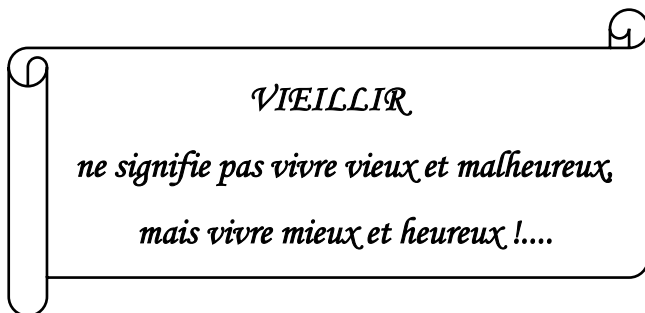 VIEILLIR
ne signifie pas vivre vieux et malheureux,
mais vivre mieux et heureux !....